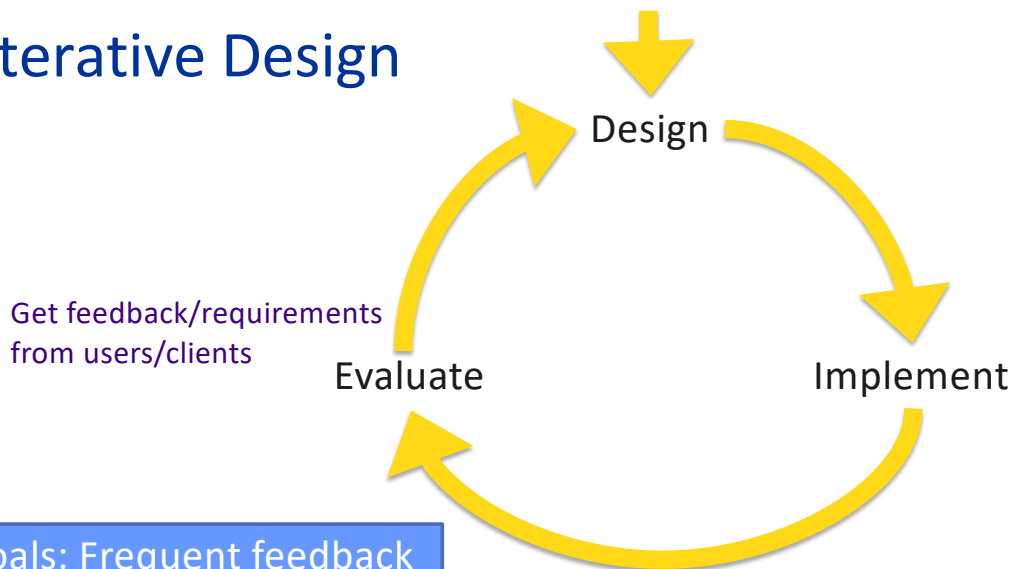 terative Design
Design
Get feedback/requirements
from users/clients
Evaluate
Implement
oals: Frequent feedback